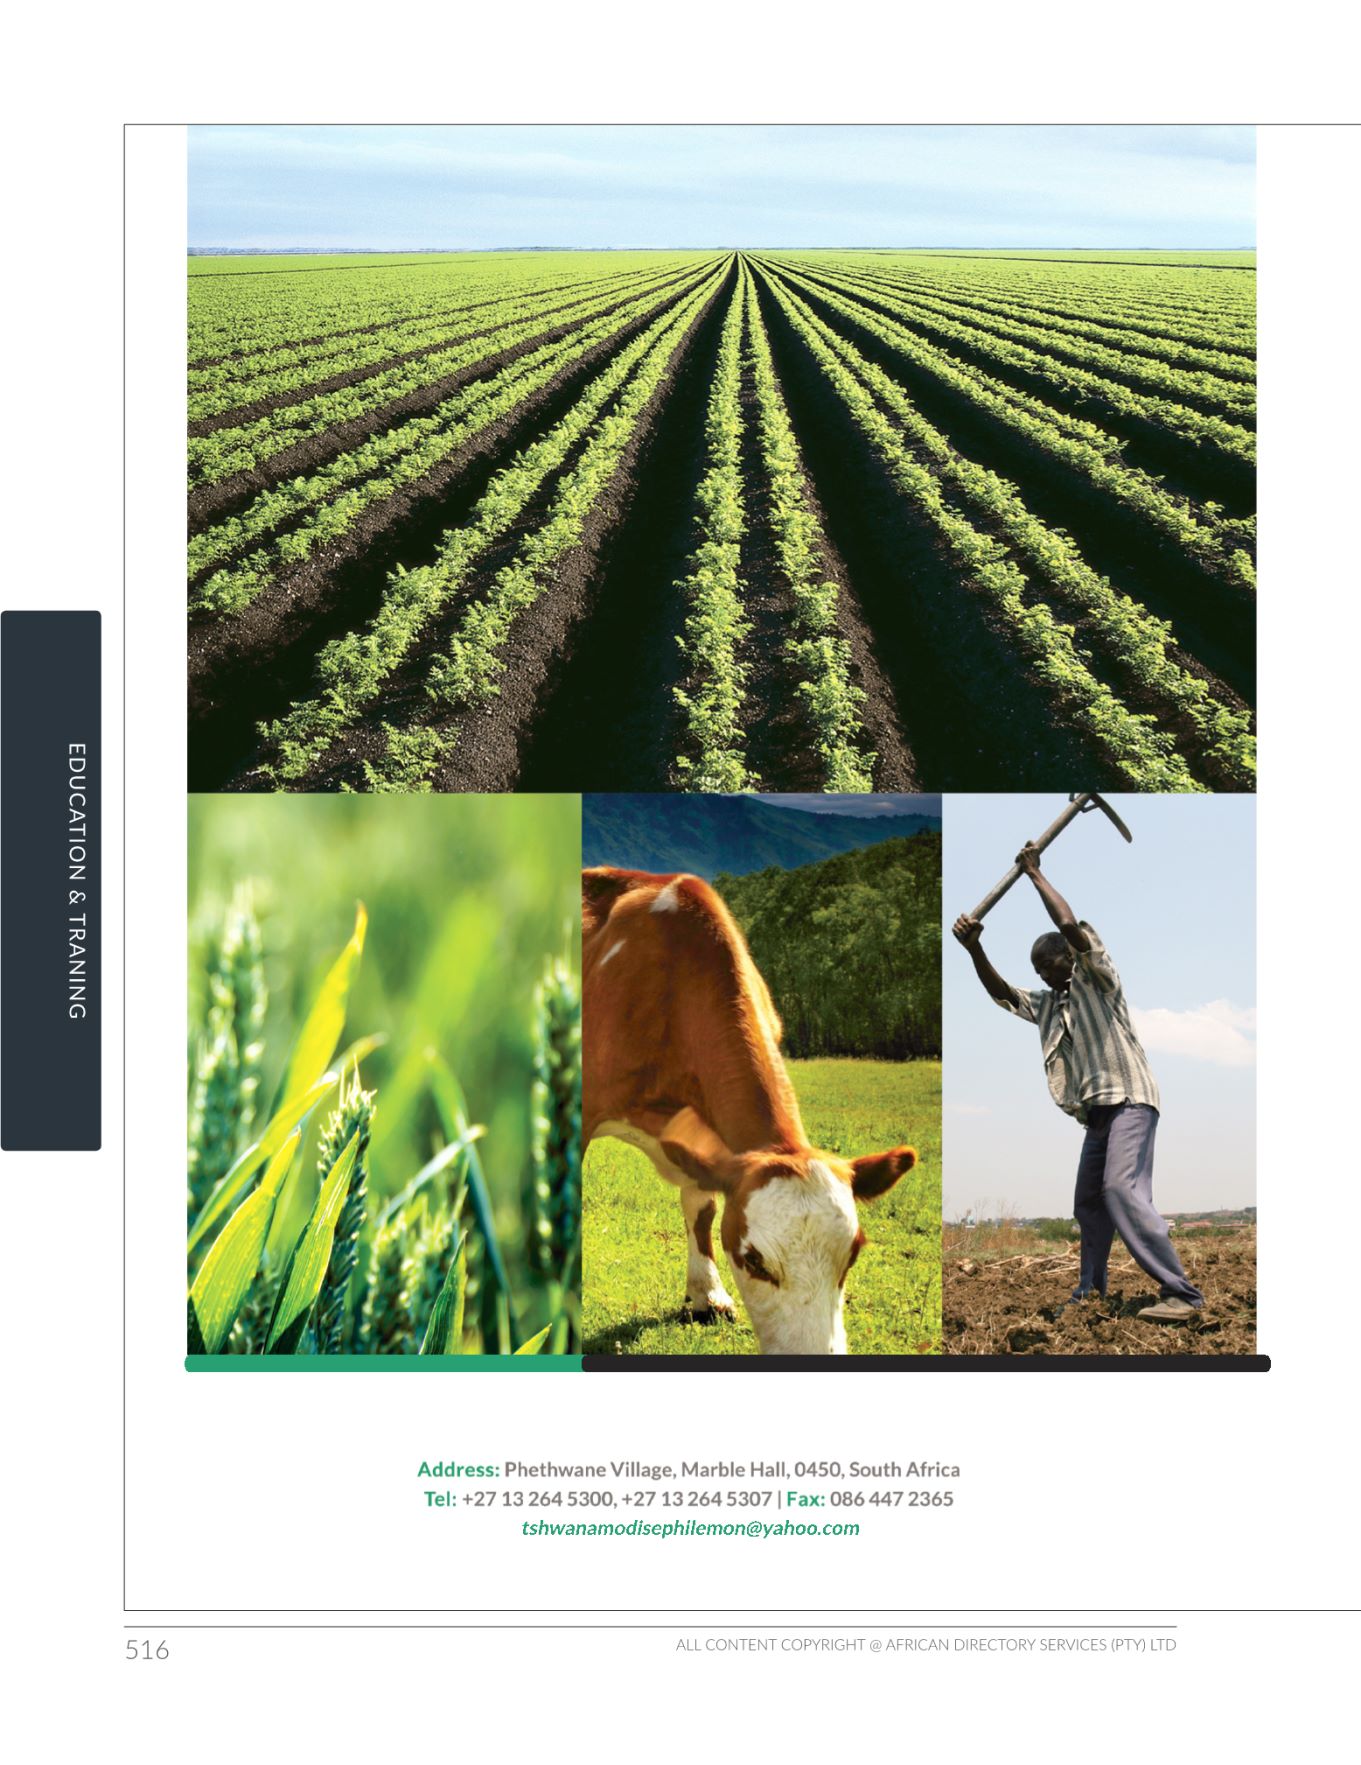 EDUCATION & TRANING
Address: Phethwane Village, Marble Hall, 0450, South Africa
Tel: +27 13 264 5300, +27 13 264 5307 | Fax: 086 447 2365
tshwanamodisephilemon@yahoo.com
516
ALL CONTENT COPYRIGHT @ AFRICAN DIRECTORY SERVICES (PTY) LTD